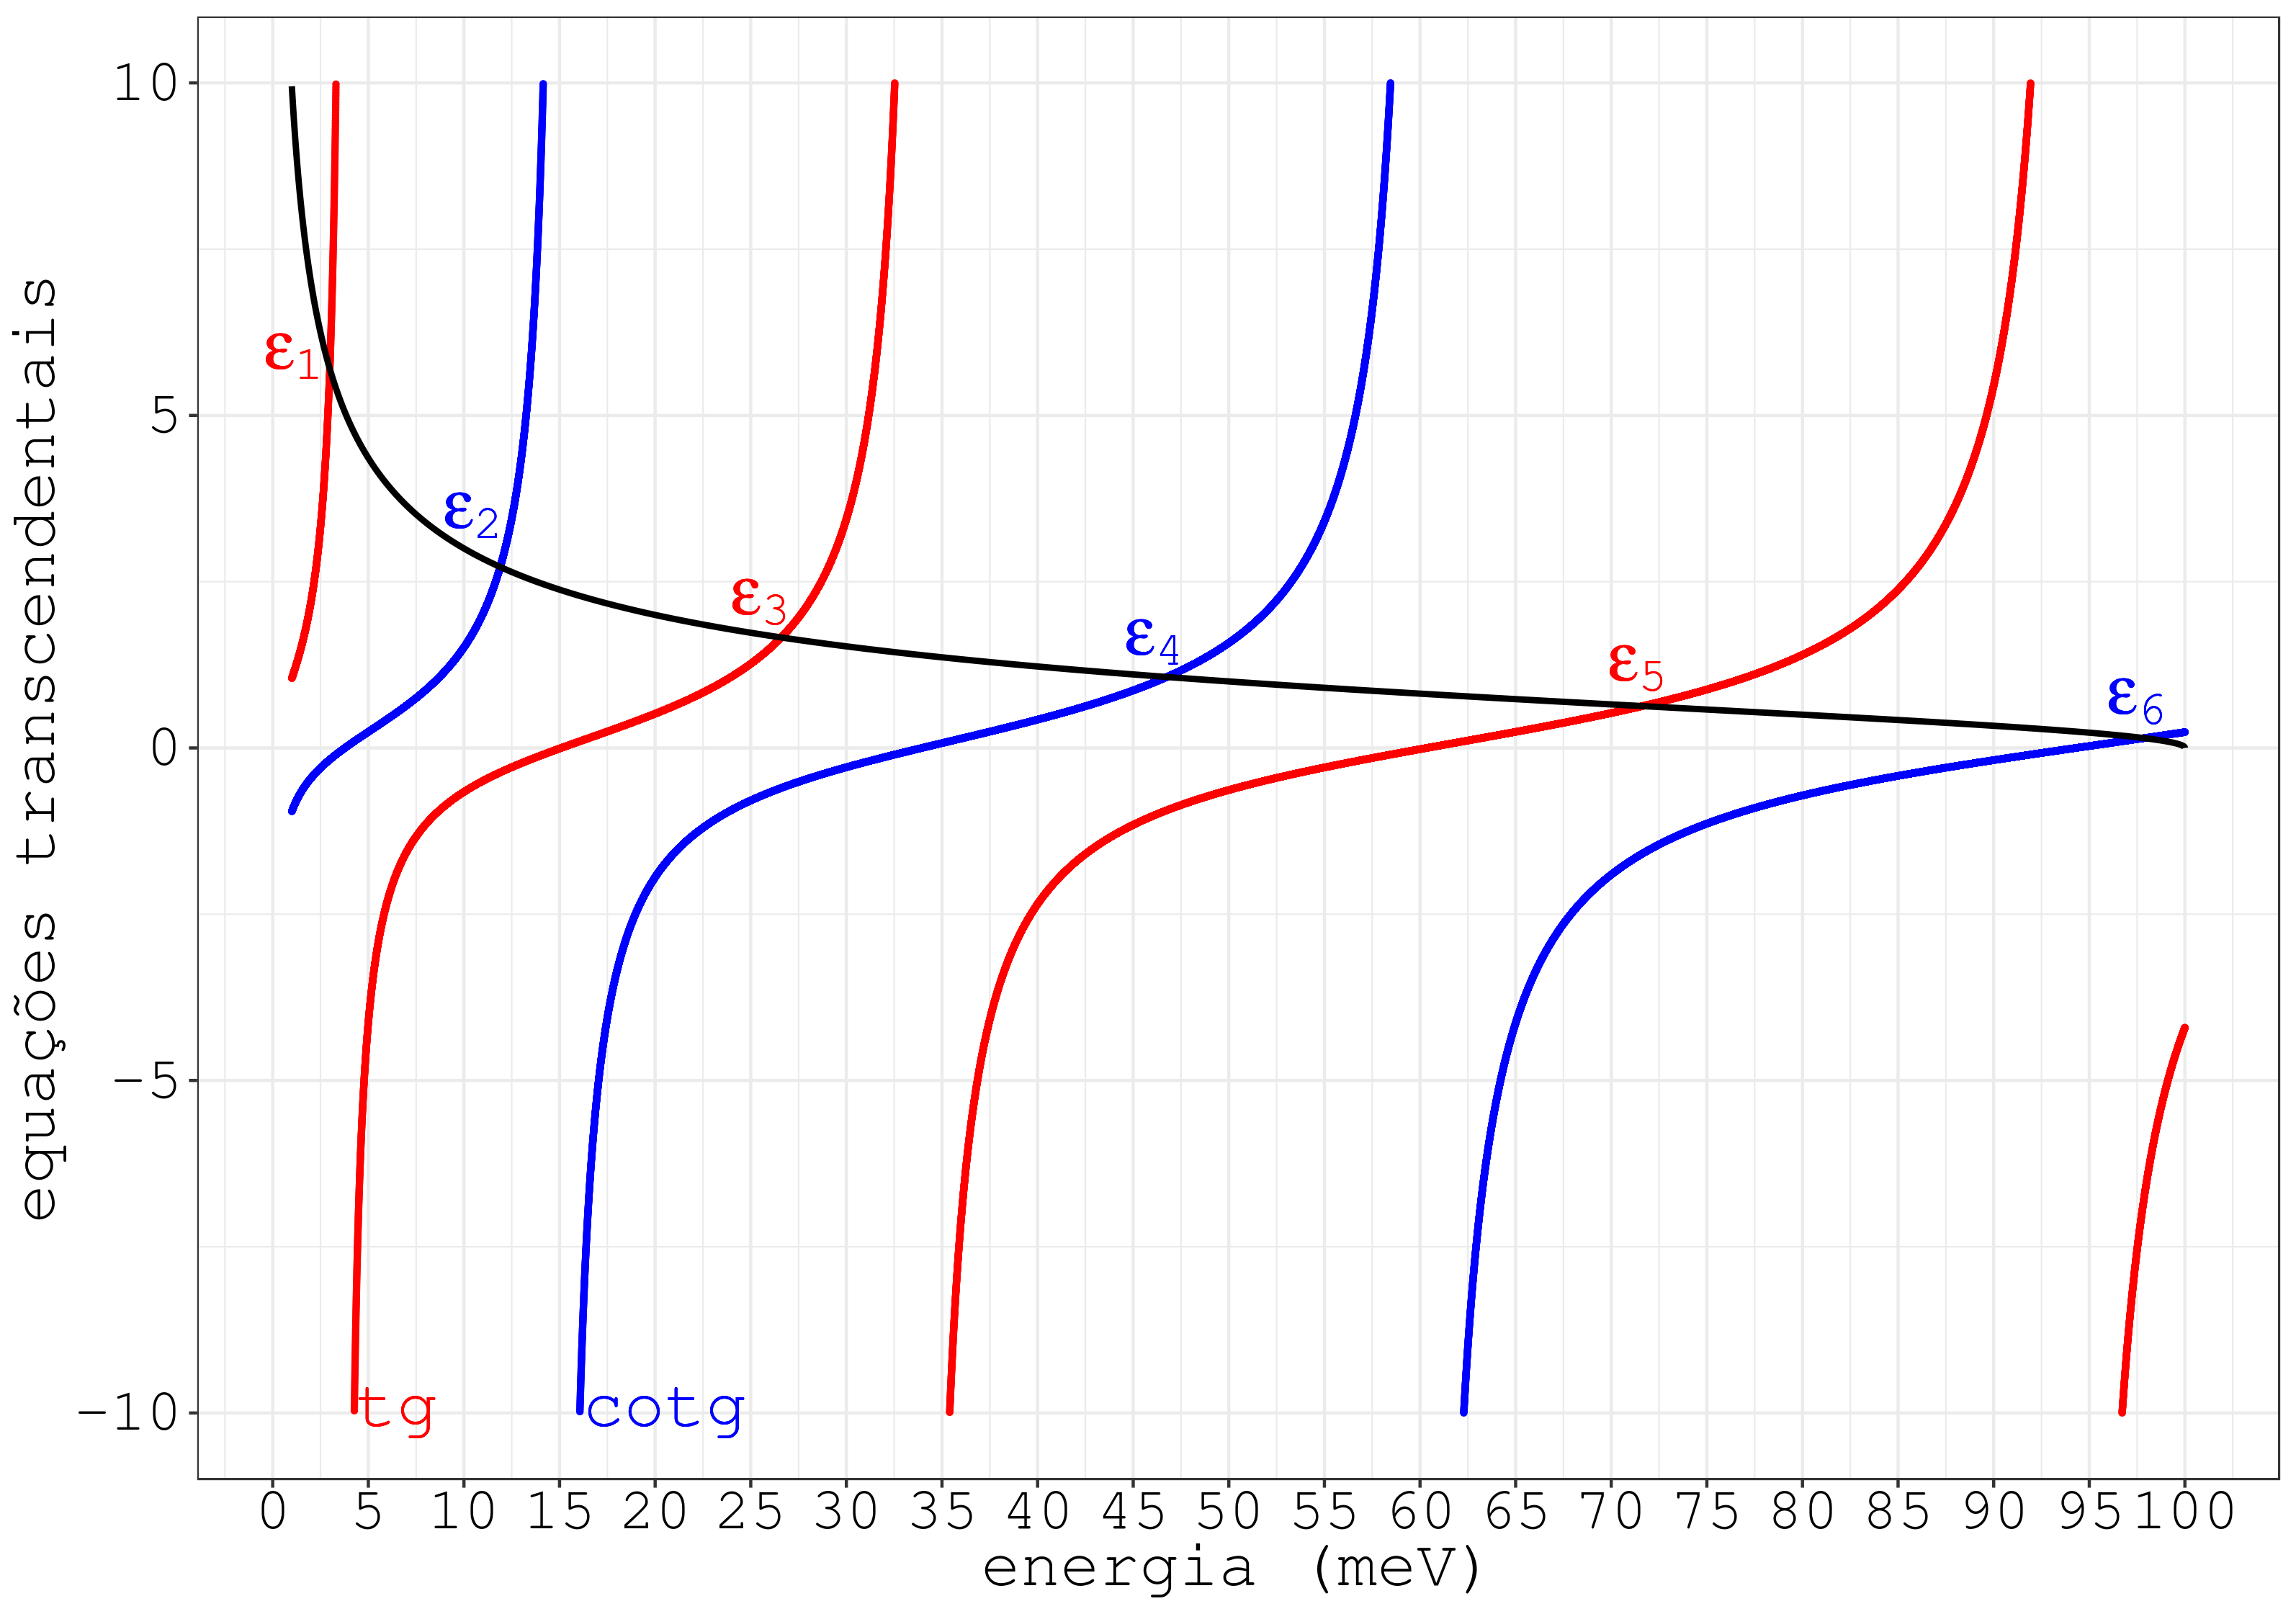 equações transcendentais
10
5
0
−5
−10
ε1
ε2
ε3
ε4
ε5
ε6
tg
cotg
0 5 10 15 20 25 30 35 40 45 50 55 60 65 70 75 80 85 90 95 100
energia (meV)